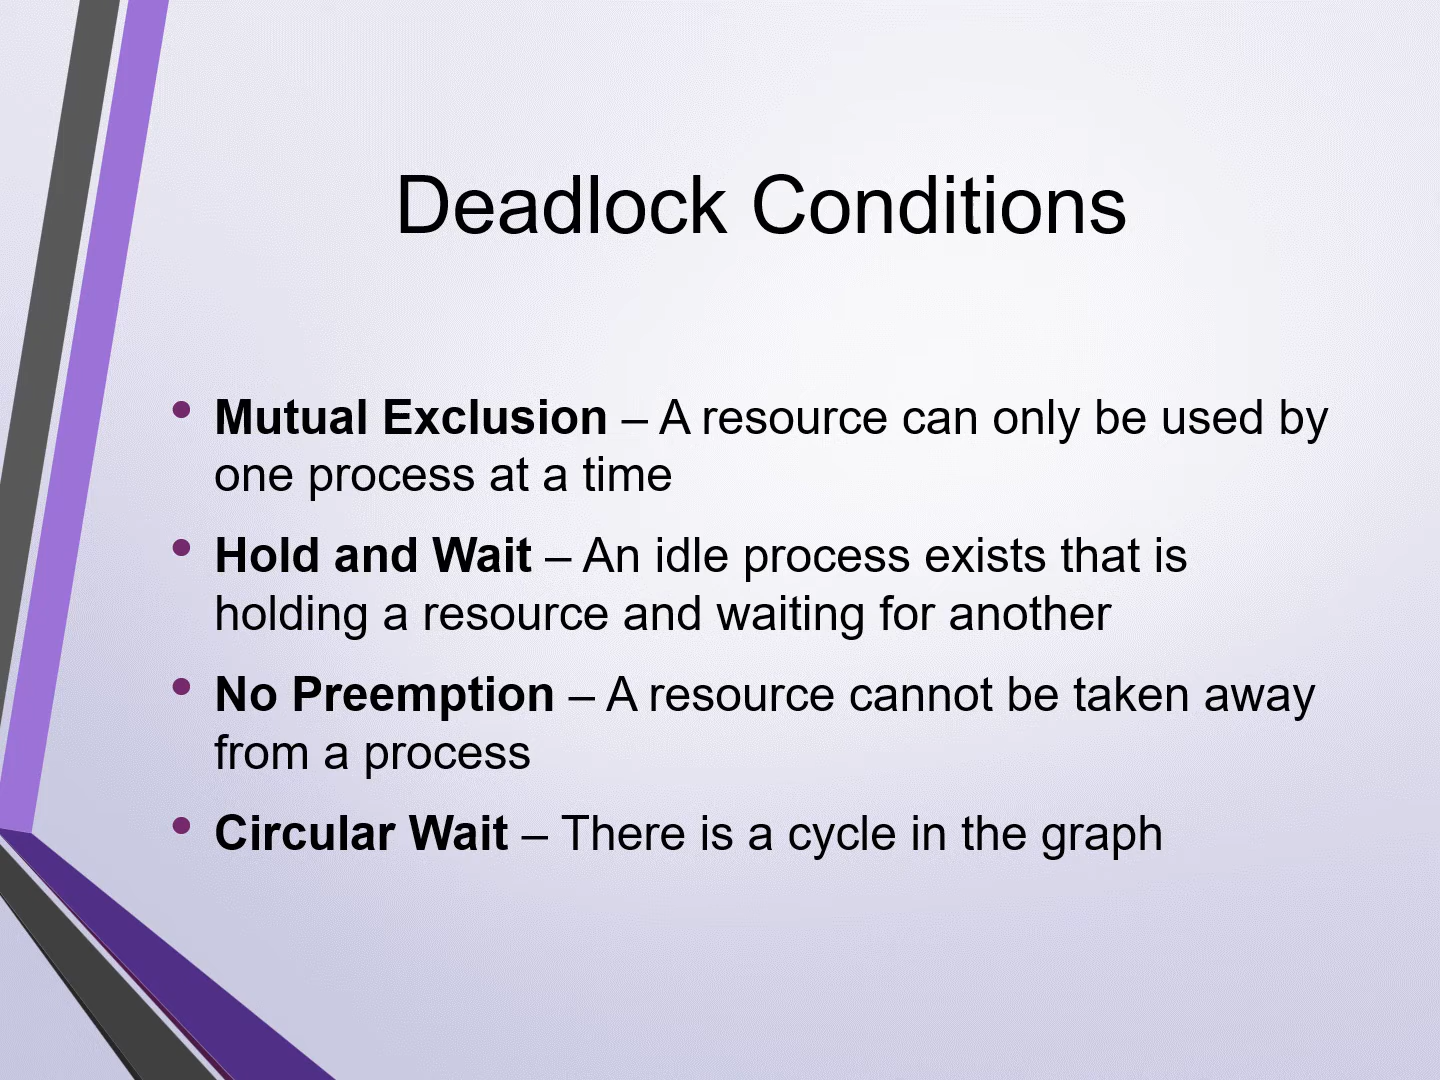 Deadlock Conditions
• Mutual Exclusion – A resource can only be used by
one process at a time
• Hold and Wait – An idle process exists that is
holding a resource and waiting for another
• No Preemption – A resource cannot be taken away
from a process
• Circular Wait – There is a cycle in the graph